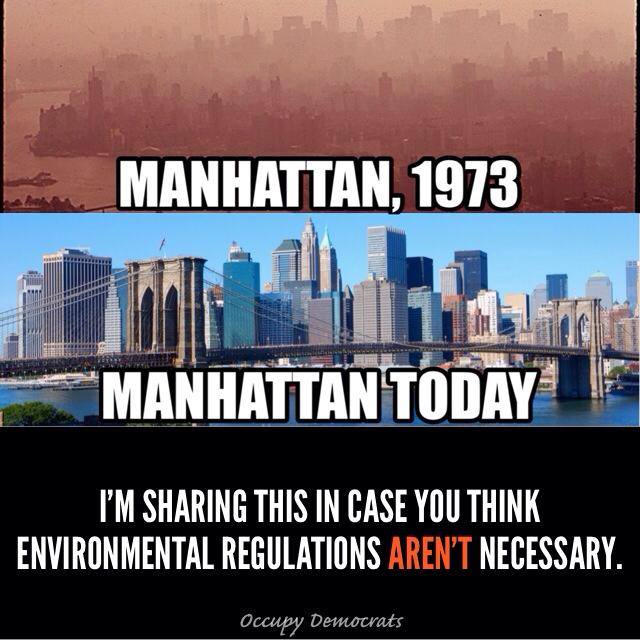 MANHATTAN, 1973
MANHATTAN TODAY
I'M SHARING THIS IN CASE YOU THINK
ENVIRONMENTAL REGULATIONS AREN'T NECESSARY.
Occupy Democrats